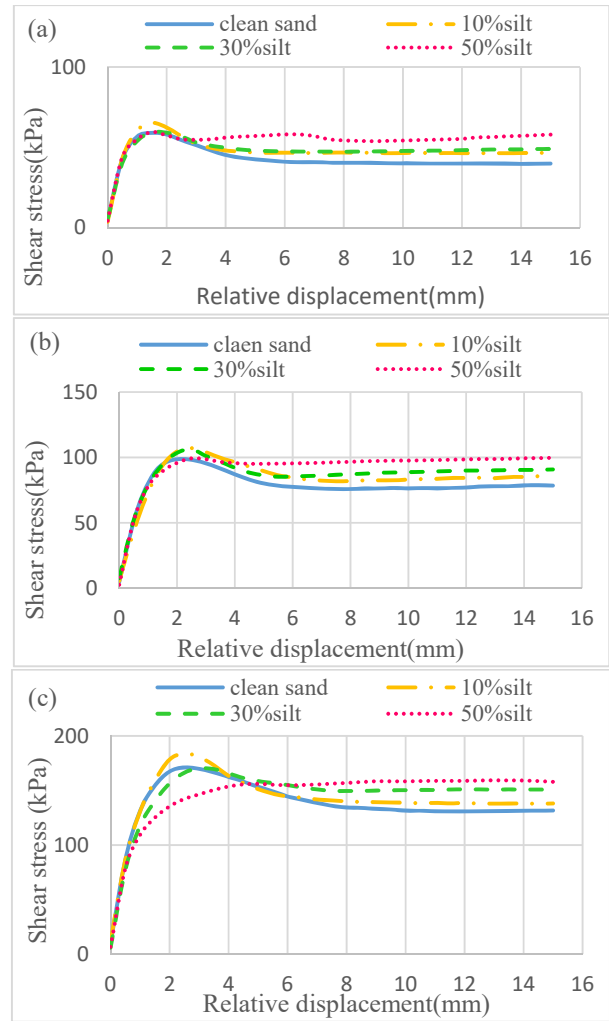 (a)
clean sand
10%silt
30%silt
50%silt
100
0
Shear stress(kPa)
0 2 4 6 8 10 12 14 16
Relative displacement(mm)
(b)
claen sand
10%silt
30%silt
50%silt
150
100
50
0
Shear stress(kPa)
0 2 4 6 8 10 12 14 16
Relative displacement(mm)
(c)
clean sand
10%silt
30%silt
50%silt
200
100
0
Shear stress (kPa)
0 2 4 6 8 10 12 14 16
Relative displacement(mm)